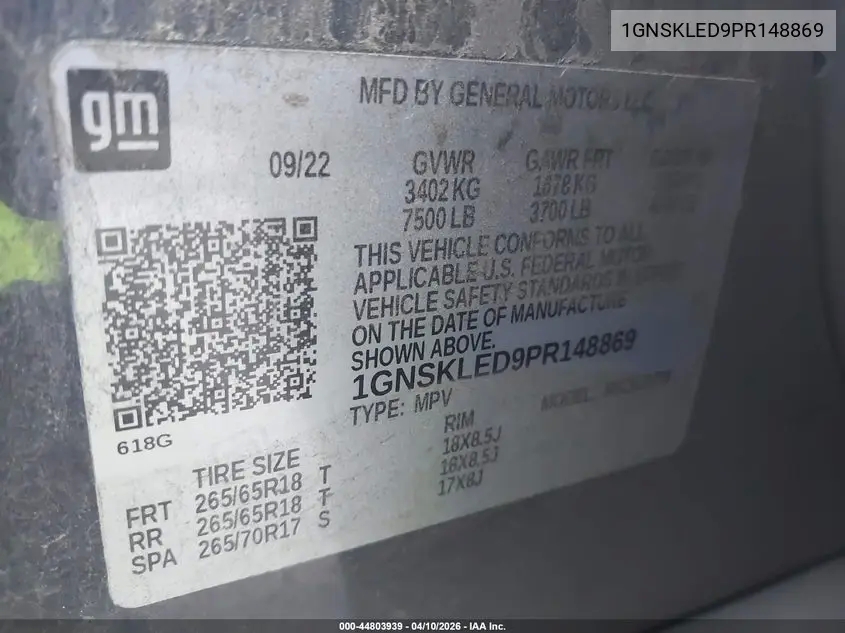 1GNSKLED9PR148869
gm
MFD BY GENERAL MOTORS LLC
09/22
GVWR GAWR FRT
3402 KG 1678 KG
7500 LB 3700 LB
THIS VEHICLE CONFORMS TO ALL
APPLICABLE U.S. FEDERAL MOTOR
VEHICLE SAFETY STANDARDS IN EFFECT
ON THE DATE OF MANUFACTURE
SHOWN ABOVE.
1GNSKLED9PR148869
TYPE: MPV MODEL:
618G
TIRE SIZE RIM
FRT 265/65R18 T 18X8.5J
RR 265/65R18 T 18X8.5J
SPA 265/70R17 S 17X8J
000-44803939 - 04/10/2026 - IAA Inc.